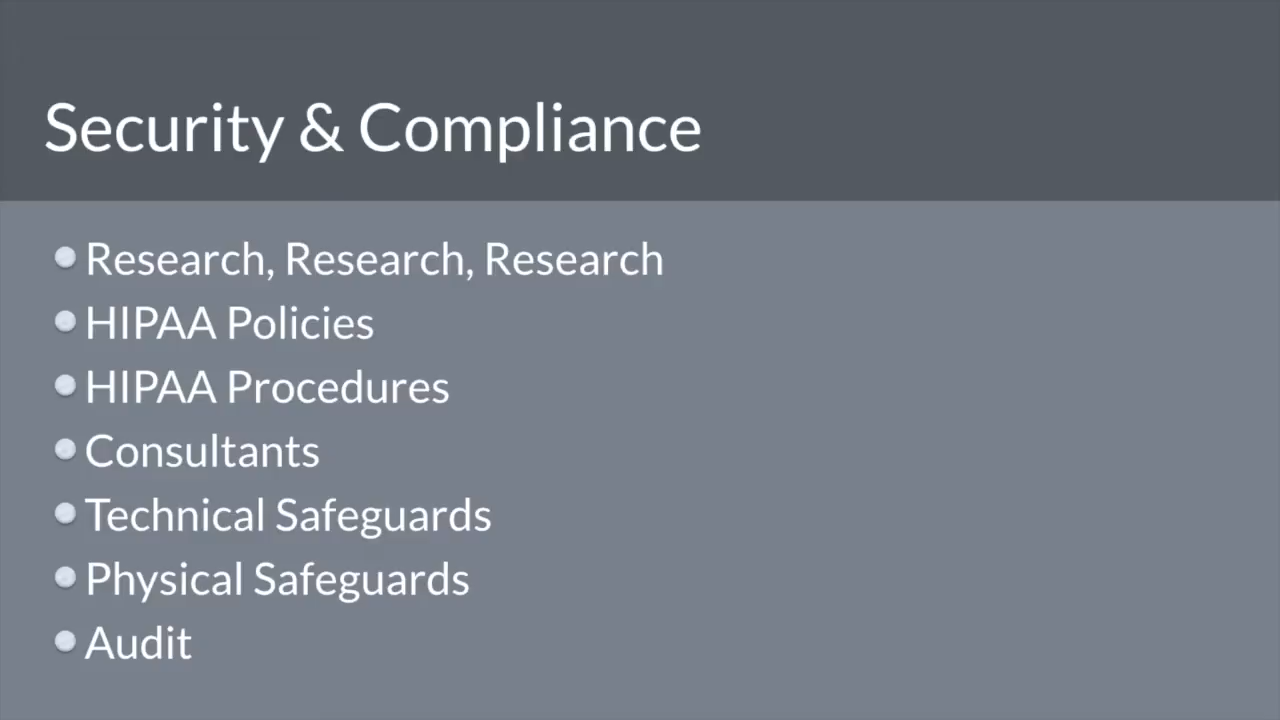 Security & Compliance
Research, Research, Research
HIPAA Policies
HIPAA Procedures
Consultants
Technical Safeguards
Physical Safeguards
Audit